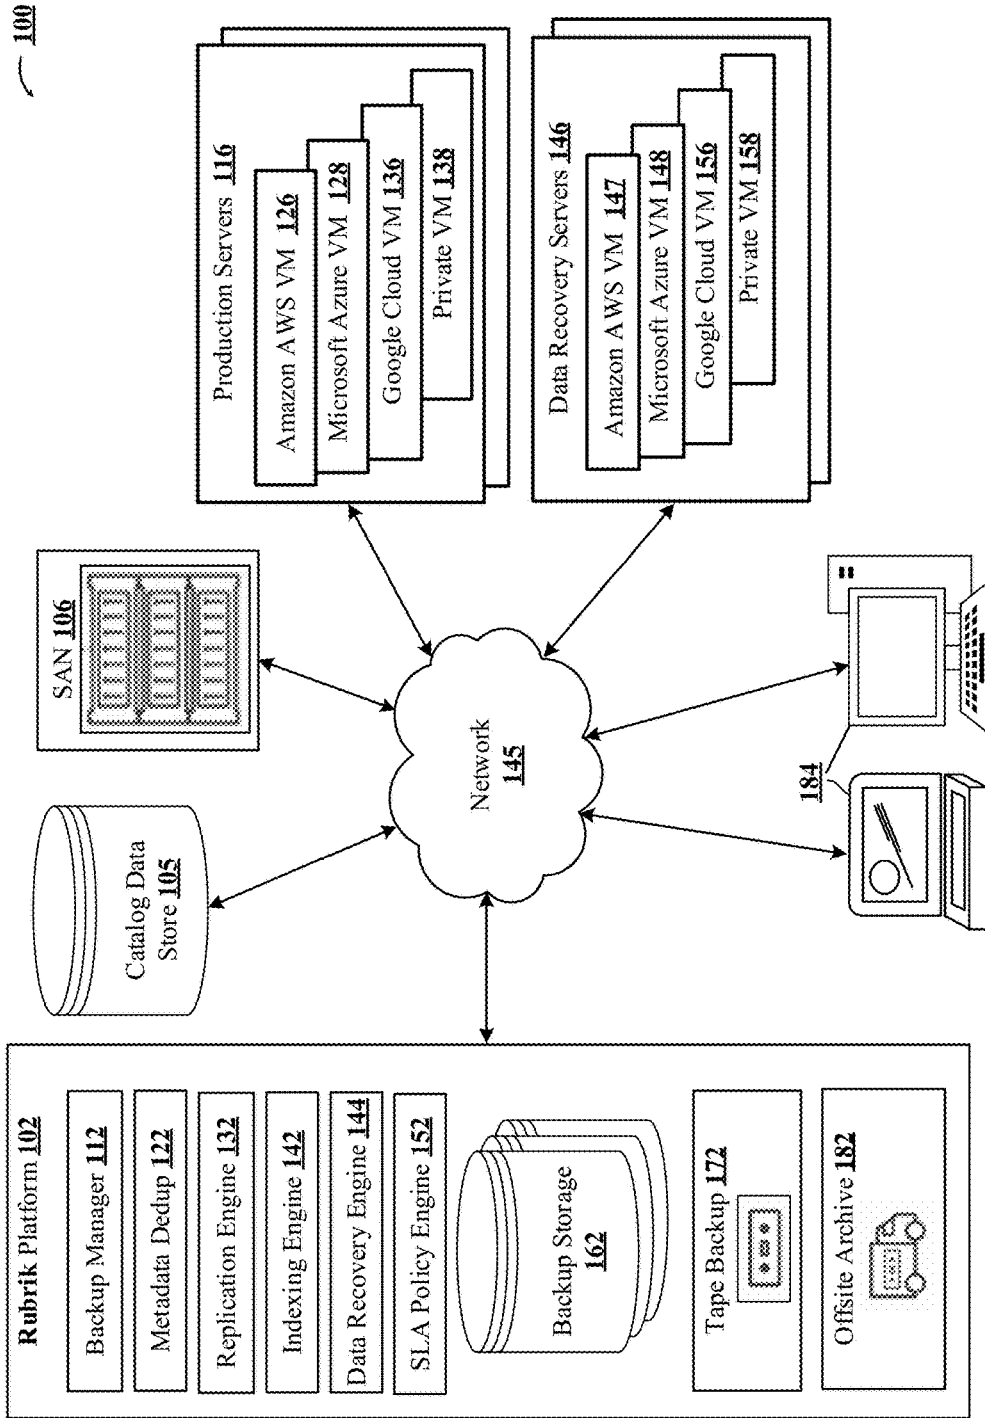 100
Rubrik Platform 102
Backup Manager 112
Metadata Dedup 122
Replication Engine 132
Indexing Engine 142
Data Recovery Engine 144
SLA Policy Engine 152
Backup Storage
162
Tape Backup 172
Offsite Archive 182
Catalog Data
Store 105
SAN 106
Network
145
184
Production Servers 116
Amazon AWS VM 126
Microsoft Azure VM 128
Google Cloud VM 136
Private VM 138
Data Recovery Servers 146
Amazon AWS VM 147
Microsoft Azure VM 148
Google Cloud VM 156
Private VM 158